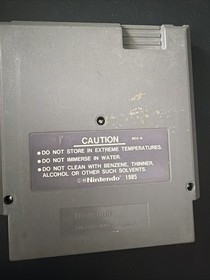 CAUTION REV-A
• DO NOT STORE IN EXTREME TEMPERATURES.
• DO NOT IMMERSE IN WATER.
• DO NOT CLEAN WITH BENZENE, THINNER,
ALCOHOL OR OTHER SUCH SOLVENTS.
©® Nintendo 1985